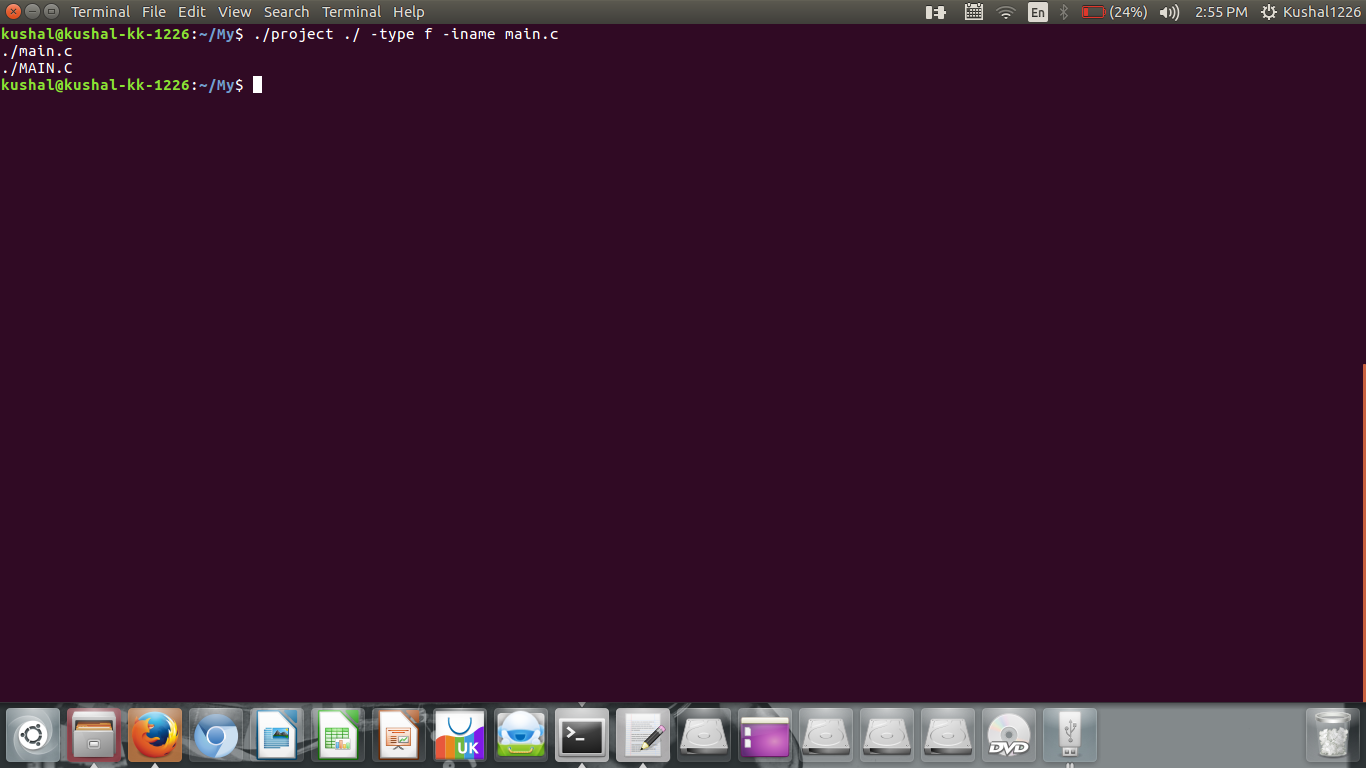 Terminal File Edit View Search Terminal Help En (24%) 2:55 PM Kushal1226
kushal@kushal-kk-1226:~/My$ ./project ./ -type f -iname main.c
./main.c
./MAIN.C
kushal@kushal-kk-1226:~/My$
>_ UK DVD